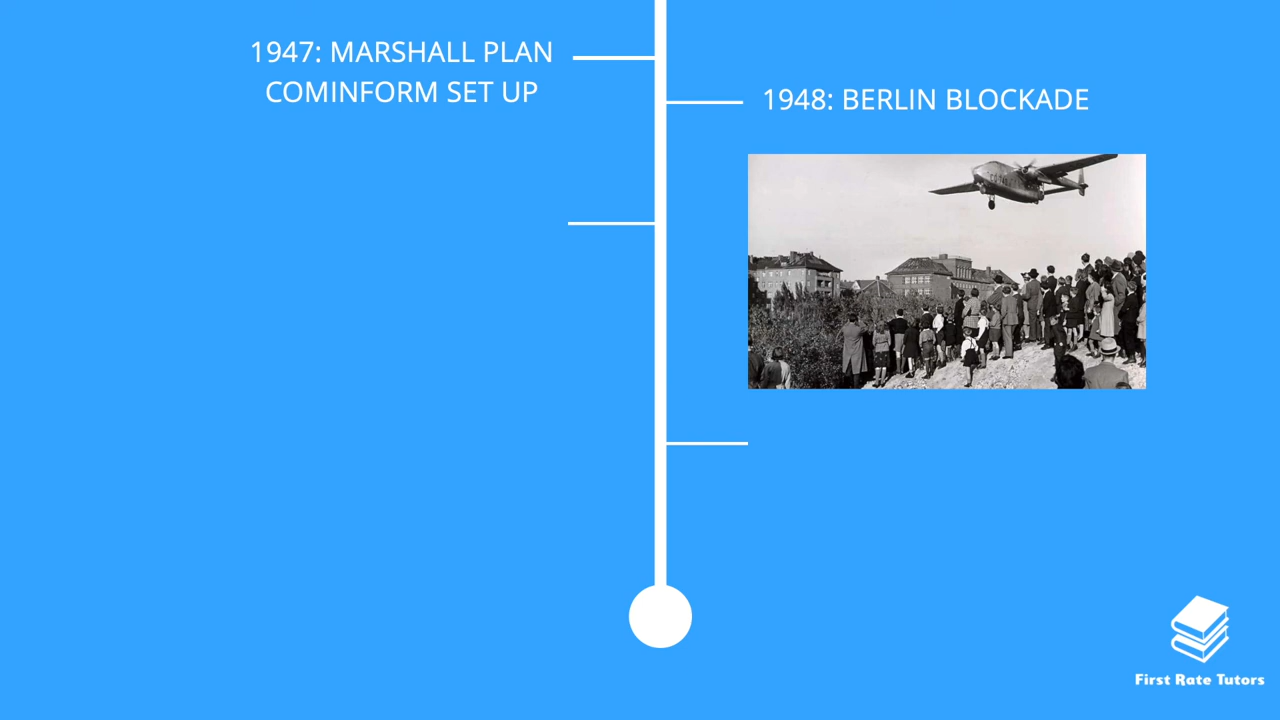 1947: MARSHALL PLAN
COMINFORM SET UP
1948: BERLIN BLOCKADE
First Rate Tutors